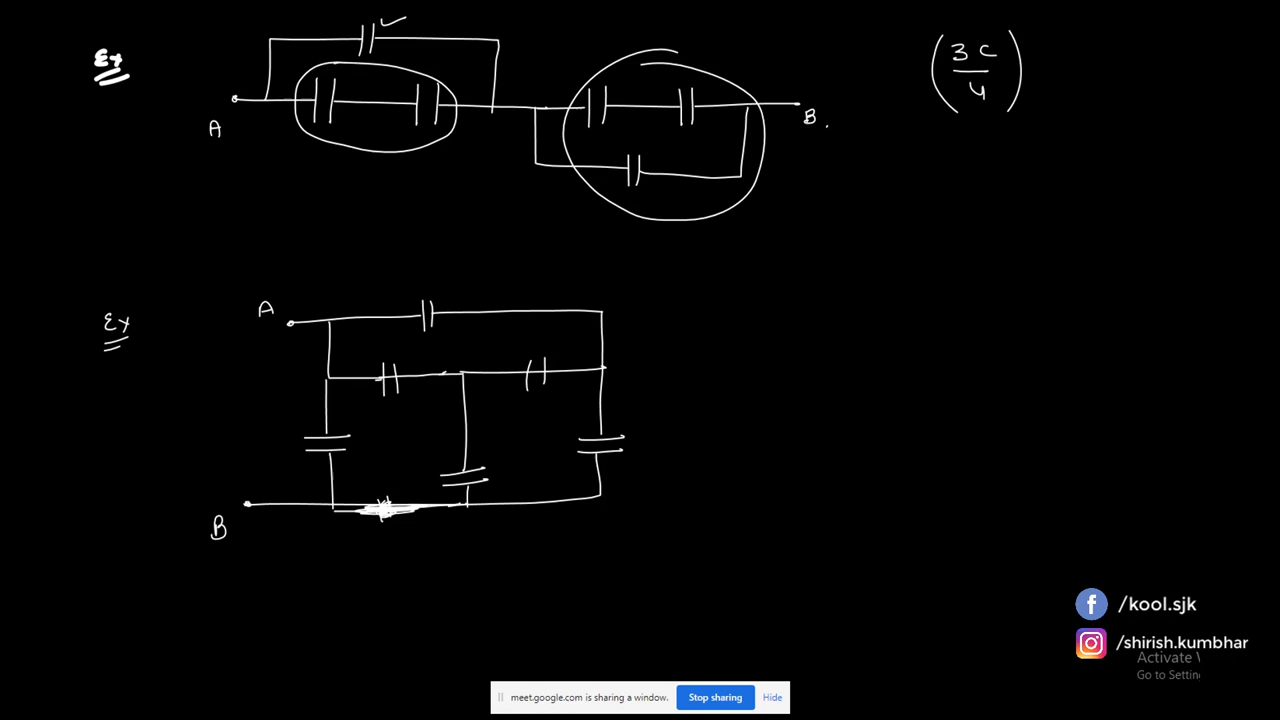 Ex
A
B.
(3C/4)
Ex
A
B
/kool.sjk
/shirish.kumbhar
Activate
Go to Setting
meet.google.com is sharing a window.
Stop sharing
Hide